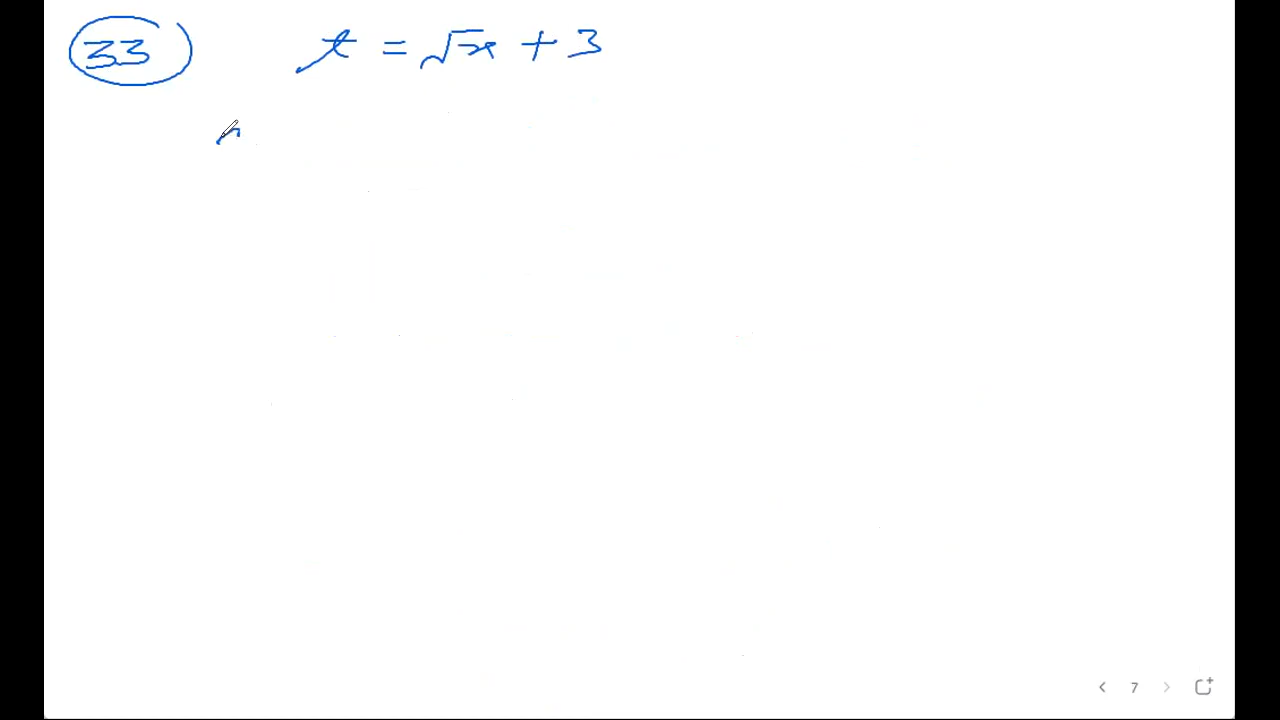 33 t = √x + 3
7